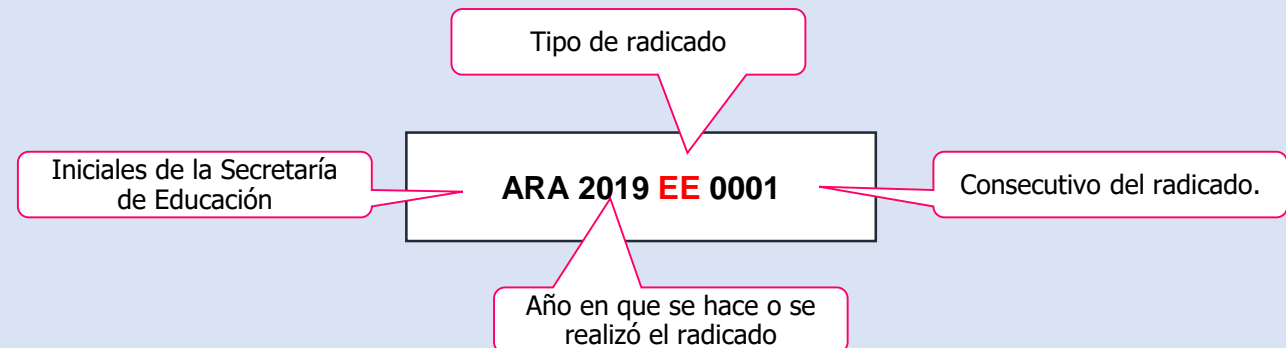 Tipo de radicado
Iniciales de la Secretaría
de Educación
ARA 2019 EE 0001
Consecutivo del radicado.
Año en que se hace o se
realizó el radicado